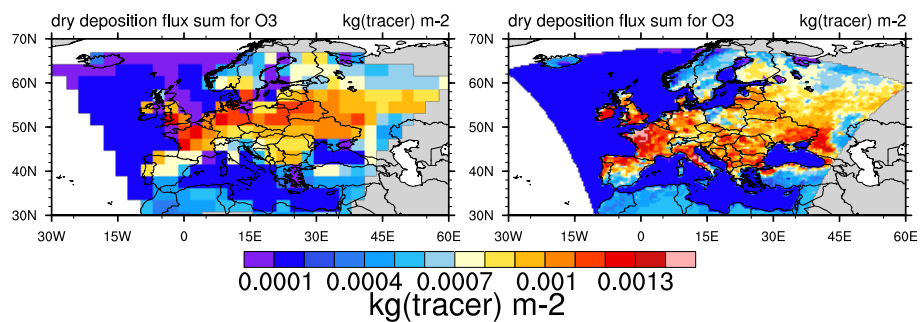 dry deposition flux sum for O3 kg(tracer) m-2 dry deposition flux sum for O3 kg(tracer) m-2
70N 70N
60N 60N
50N 50N
40N 40N
30N 30N
30W 15W 0 15E 30E 45E 60E 30W 15W 0 15E 30E 45E 60E
0.0001 0.0004 0.0007 0.001 0.0013
kg(tracer) m-2